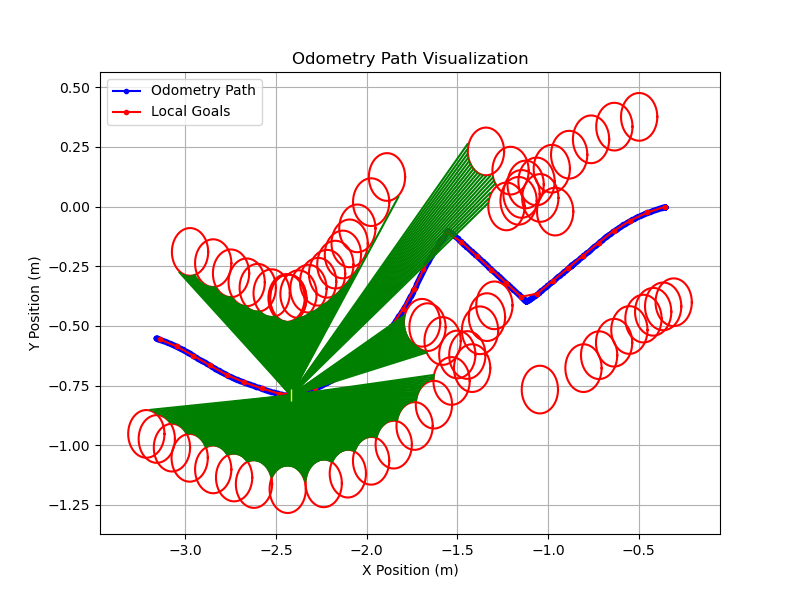 Odometry Path Visualization
Odometry Path
Local Goals
0.50
0.25
0.00
−0.25
−0.50
−0.75
−1.00
−1.25
Y Position (m)
−3.0 −2.5 −2.0 −1.5 −1.0 −0.5
X Position (m)